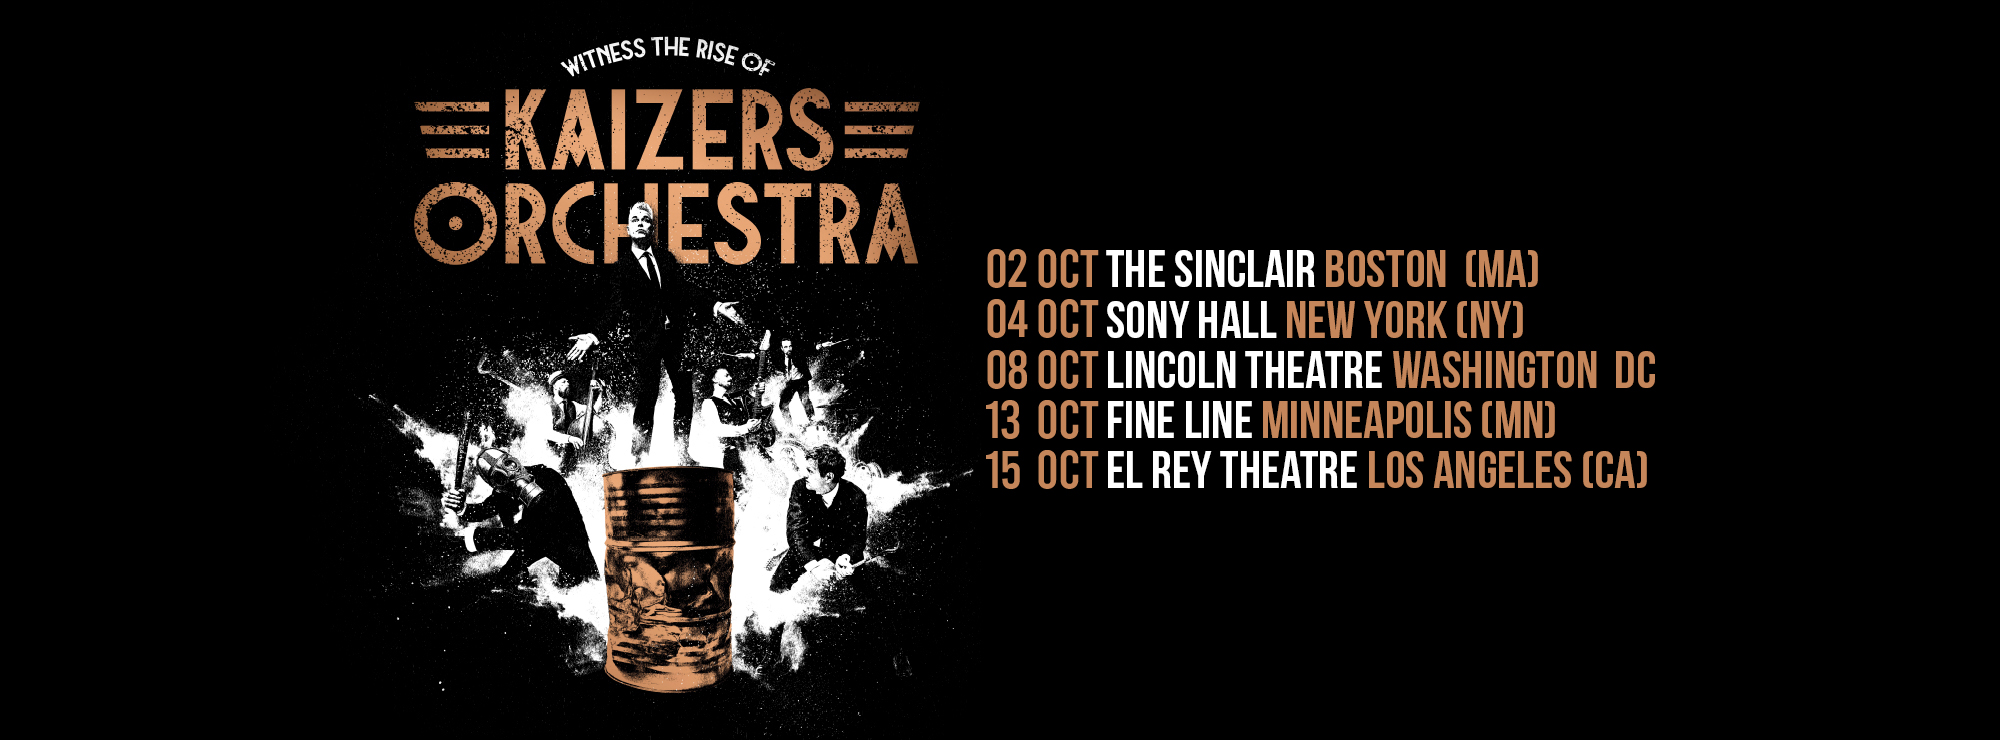 WITNESS THE RISE OF
KAIZERS
ORCHESTRA
02 OCT THE SINCLAIR BOSTON (MA)
04 OCT SONY HALL NEW YORK (NY)
08 OCT LINCOLN THEATRE WASHINGTON DC
13 OCT FINE LINE MINNEAPOLIS (MN)
15 OCT EL REY THEATRE LOS ANGELES (CA)